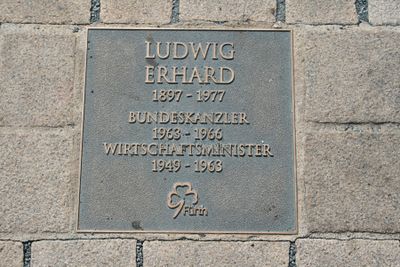 LUDWIG
ERHARD
1897 - 1977
BUNDESKANZLER
1963 - 1966
WIRTSCHAFTSMINISTER
1949 - 1963
Fürth